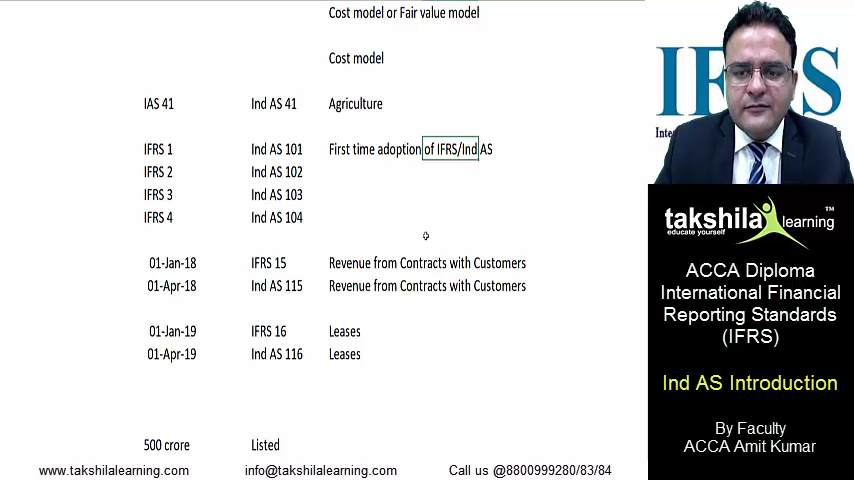 Cost model or Fair value model
Cost model
IAS 41 Ind AS 41 Agriculture
IFRS 1 Ind AS 101 First time adoption of IFRS/Ind AS
IFRS 2 Ind AS 102
IFRS 3 Ind AS 103
IFRS 4 Ind AS 104
01-Jan-18 IFRS 15 Revenue from Contracts with Customers
01-Apr-18 Ind AS 115 Revenue from Contracts with Customers
01-Jan-19 IFRS 16 Leases
01-Apr-19 Ind AS 116 Leases
500 crore Listed
www.takshilalearning.com info@takshilalearning.com Call us @8800999280/83/84
takshila learning ™
educate yourself
ACCA Diploma
International Financial
Reporting Standards
(IFRS)
Ind AS Introduction
By Faculty
ACCA Amit Kumar